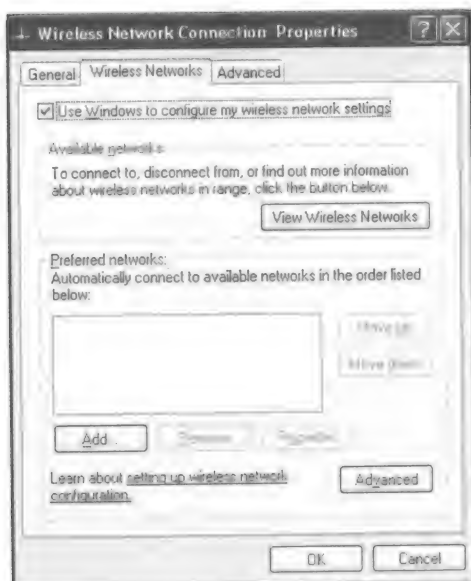 Wireless Network Connection Properties
General Wireless Networks Advanced
Use Windows to configure my wireless network settings
Available networks:
To connect to, disconnect from, or find out more information
about wireless networks in range, click the button below.
View Wireless Networks
Preferred networks:
Automatically connect to available networks in the order listed
below:
Move up
Move down
Add... Remove Properties
Learn about setting up wireless network
configuration.
Advanced
OK Cancel